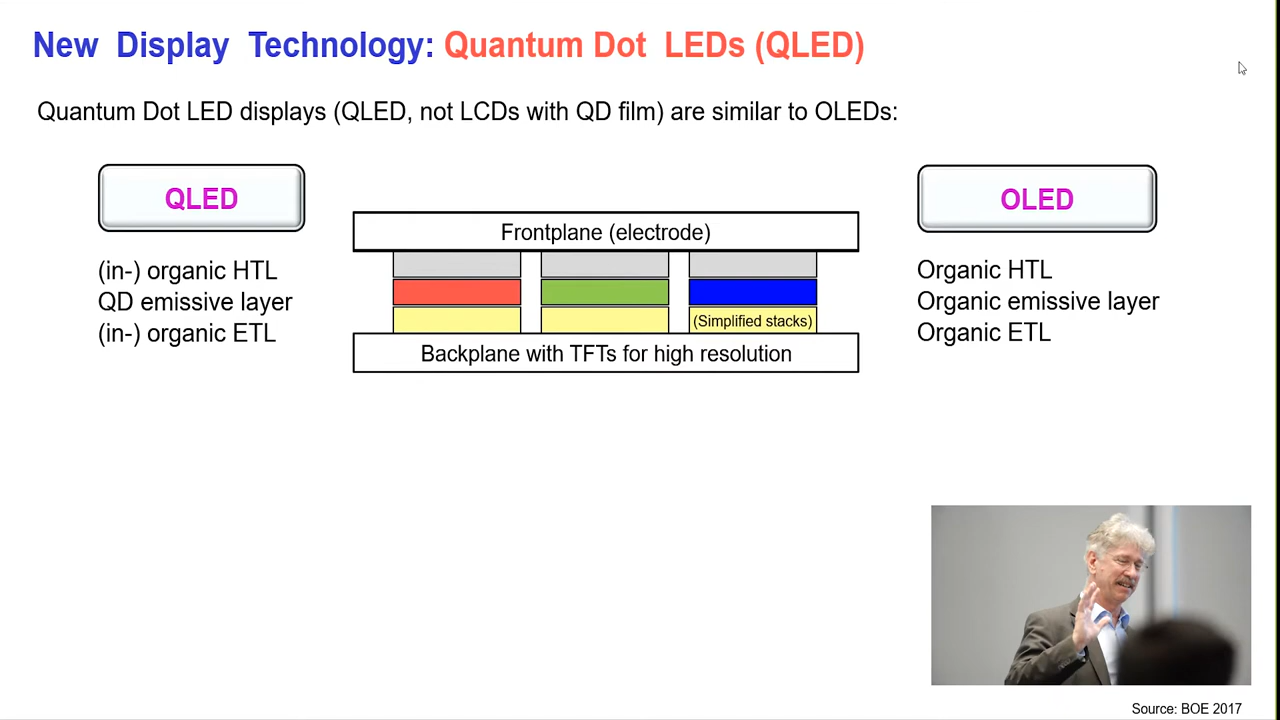 New Display Technology: Quantum Dot LEDs (QLED)
Quantum Dot LED displays (QLED, not LCDs with QD film) are similar to OLEDs:
QLED
(in-) organic HTL
QD emissive layer
(in-) organic ETL
Frontplane (electrode)
(Simplified stacks)
Backplane with TFTs for high resolution
OLED
Organic HTL
Organic emissive layer
Organic ETL
Source: BOE 2017